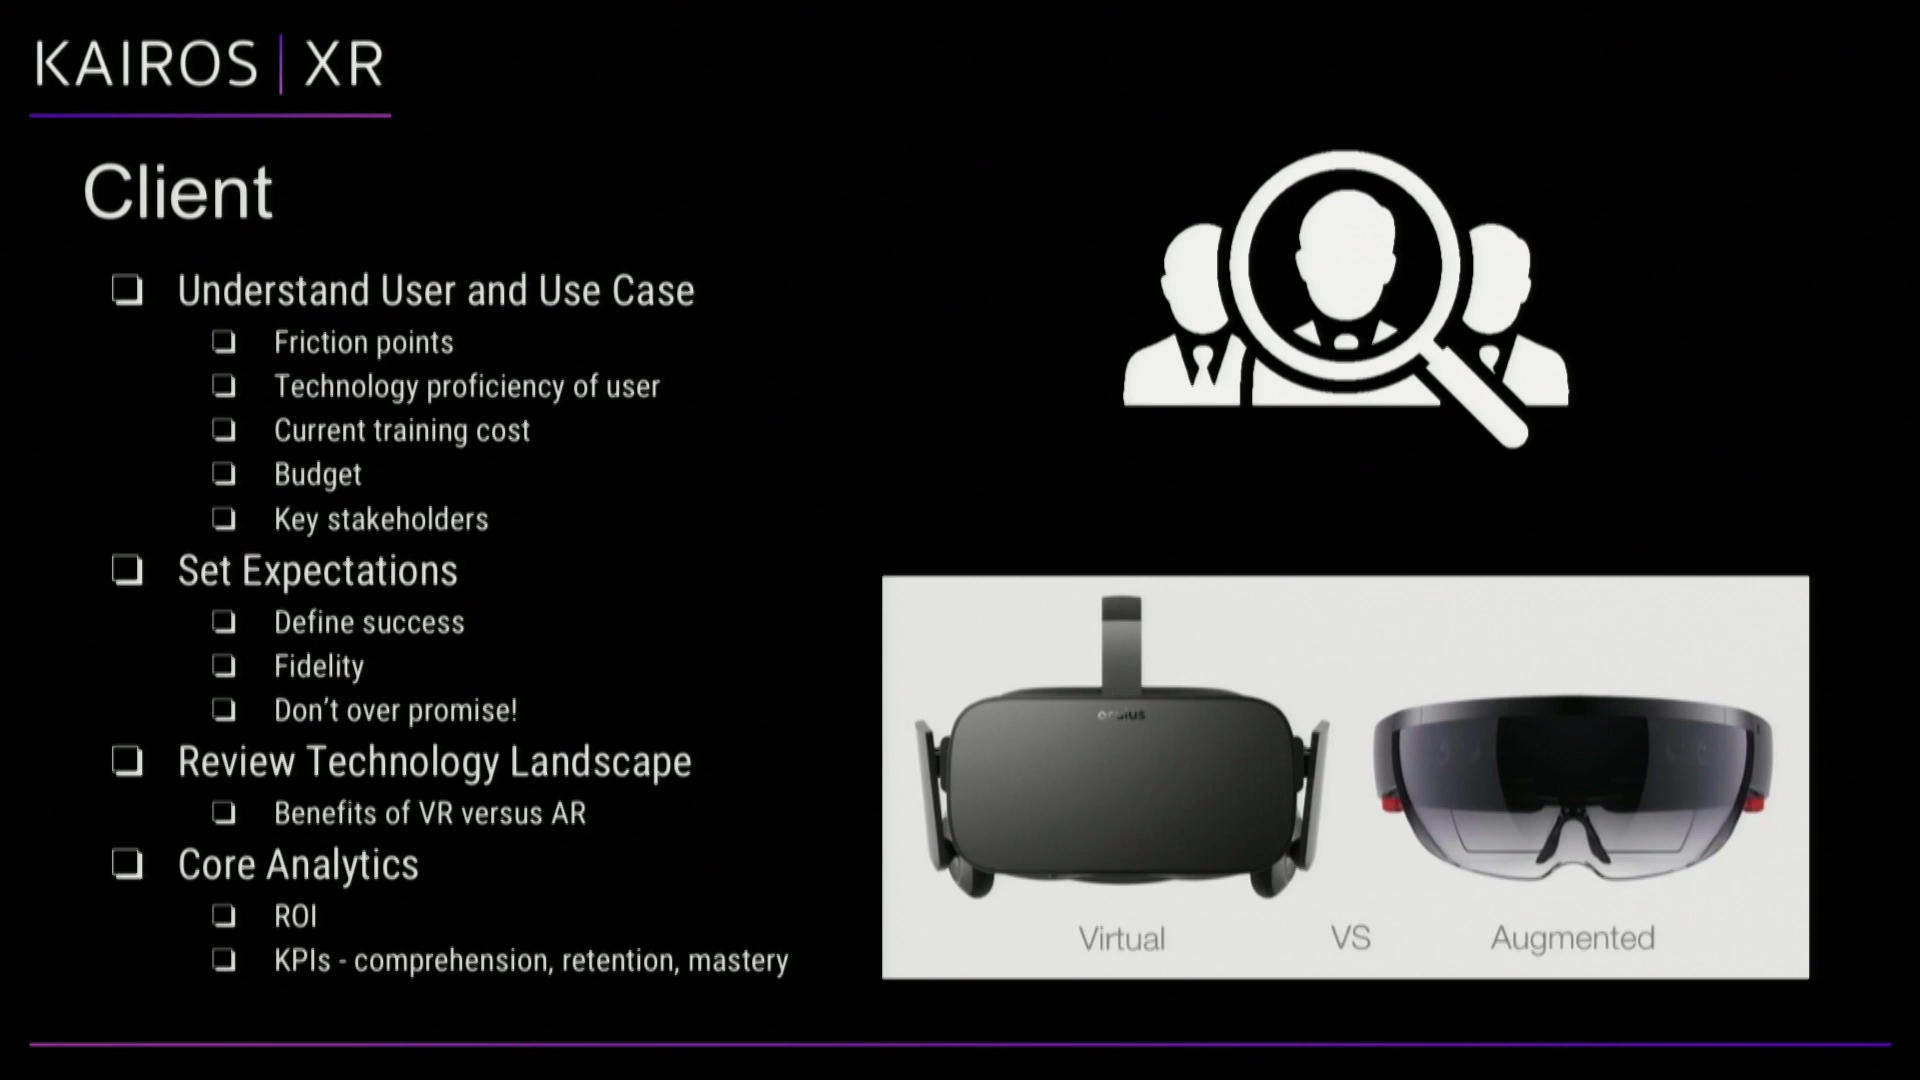 KAIROS | XR
Client
❏ Understand User and Use Case
❏ Friction points
❏ Technology proficiency of user
❏ Current training cost
❏ Budget
❏ Key stakeholders
❏ Set Expectations
❏ Define success
❏ Fidelity
❏ Don't over promise!
❏ Review Technology Landscape
❏ Benefits of VR versus AR
❏ Core Analytics
❏ ROI
❏ KPIs - comprehension, retention, mastery
oculus
Virtual VS Augmented